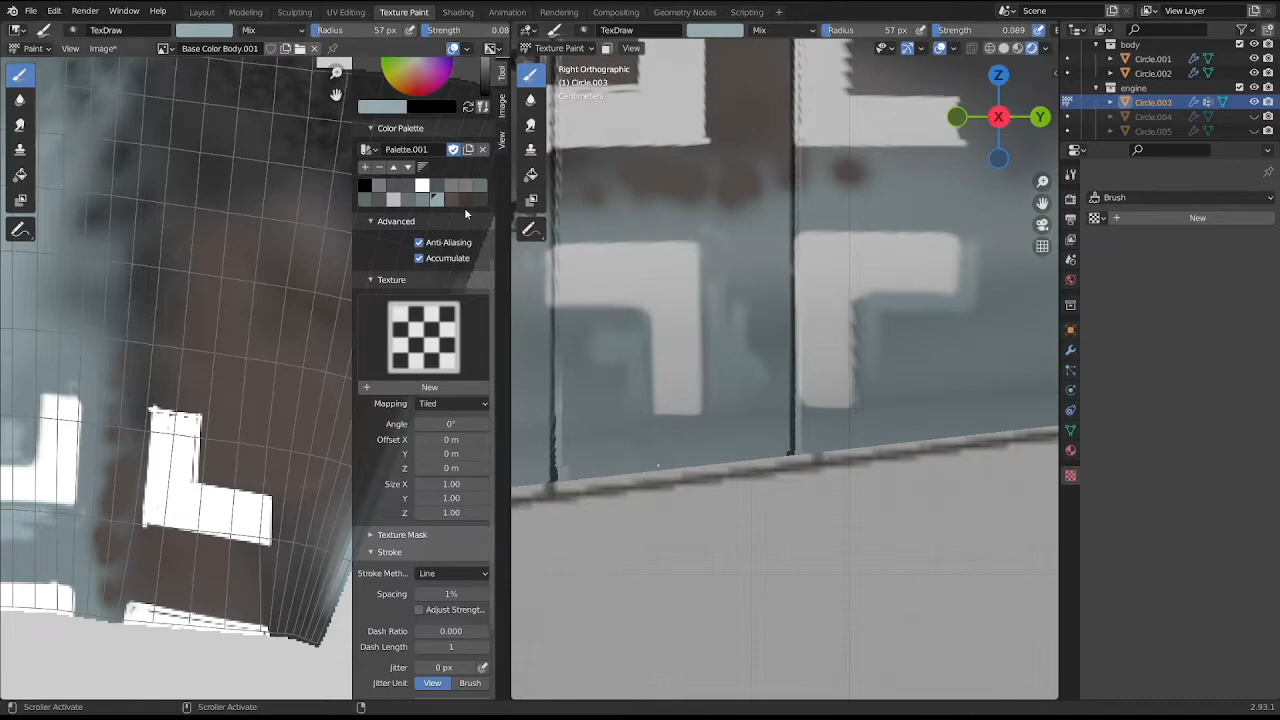 File Edit Render Window Help Layout Modeling Sculpting UV Editing Texture Paint Shading Animation Rendering Compositing Geometry Nodes Scripting + Scene View Layer
TexDraw Mix Radius 57 px Strength 0.08 TexDraw Mix Radius 57 px Strength 0.089
Paint View Image* Base Color Body.001 Texture Paint View
body
Circle.001
Circle.002
engine
Circle.003
Circle.004
Circle.005
Right Orthographic
(1) Circle.003
Centimeters
Z
X
Y
Tool
Image
View
Color Palette
Palette.001
Advanced
Anti-Aliasing
Accumulate
Texture
+ New
Mapping Tiled
Angle 0°
Offset X 0 m
Y 0 m
Z 0 m
Size X 1.00
Y 1.00
Z 1.00
Texture Mask
Stroke
Stroke Meth... Line
Spacing 1%
Adjust Strengt...
Dash Ratio 0.000
Dash Length 1
Jitter 0 px
Jitter Unit View Brush
Brush
+ New
Scroller Activate Scroller Activate 2.93.1